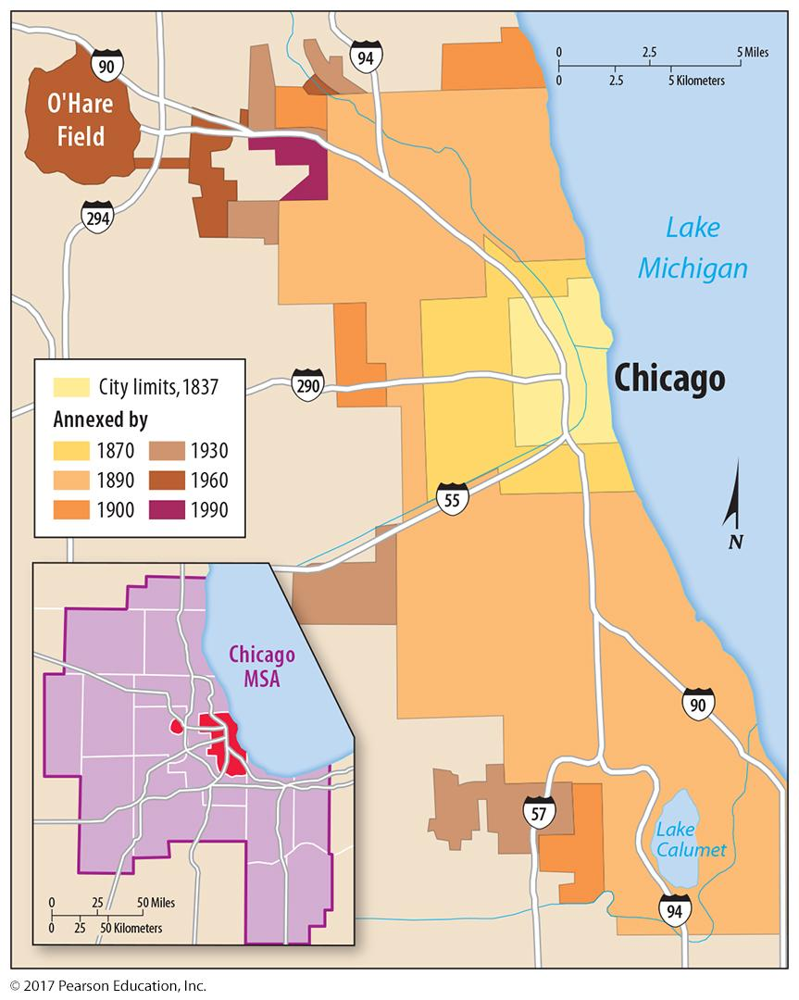 0 2.5 5 Miles
0 2.5 5 Kilometers
90
94
O'Hare
Field
294
Lake
Michigan
290
Chicago
City limits, 1837
Annexed by
1870 1930
1890 1960
1900 1990
55
N
Chicago
MSA
90
57
Lake
Calumet
94
0 25 50 Miles
0 25 50 Kilometers
© 2017 Pearson Education, Inc.